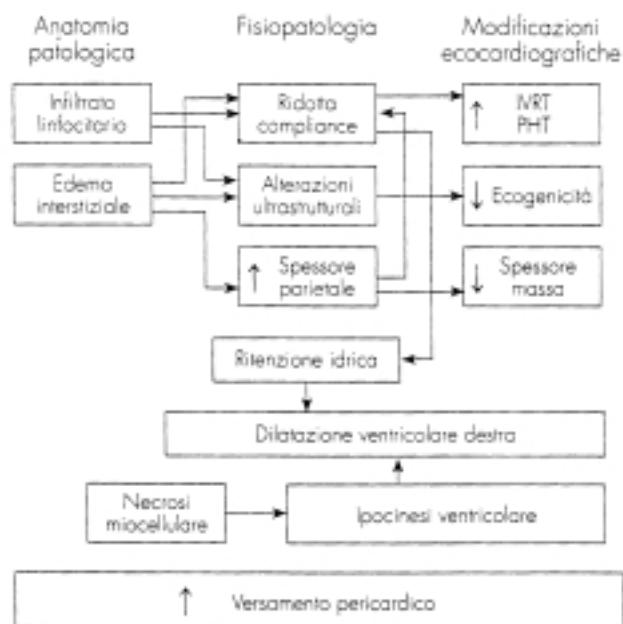 Anatomia
patologica
Fisiopatologia
Modificazioni
ecocardiografiche
Infiltrato
linfocitario
Ridotta
compliance
↑ IVRT
PHT
Edema
interstiziale
Alterazioni
ultrastrutturali
↓ Ecogenicità
↑ Spessore
parietale
↓ Spessore
massa
Ritenzione idrica
Dilatazione ventricolare destra
Necrosi
miocellulare
Ipocinesi ventricolare
↑ Versamento pericardico